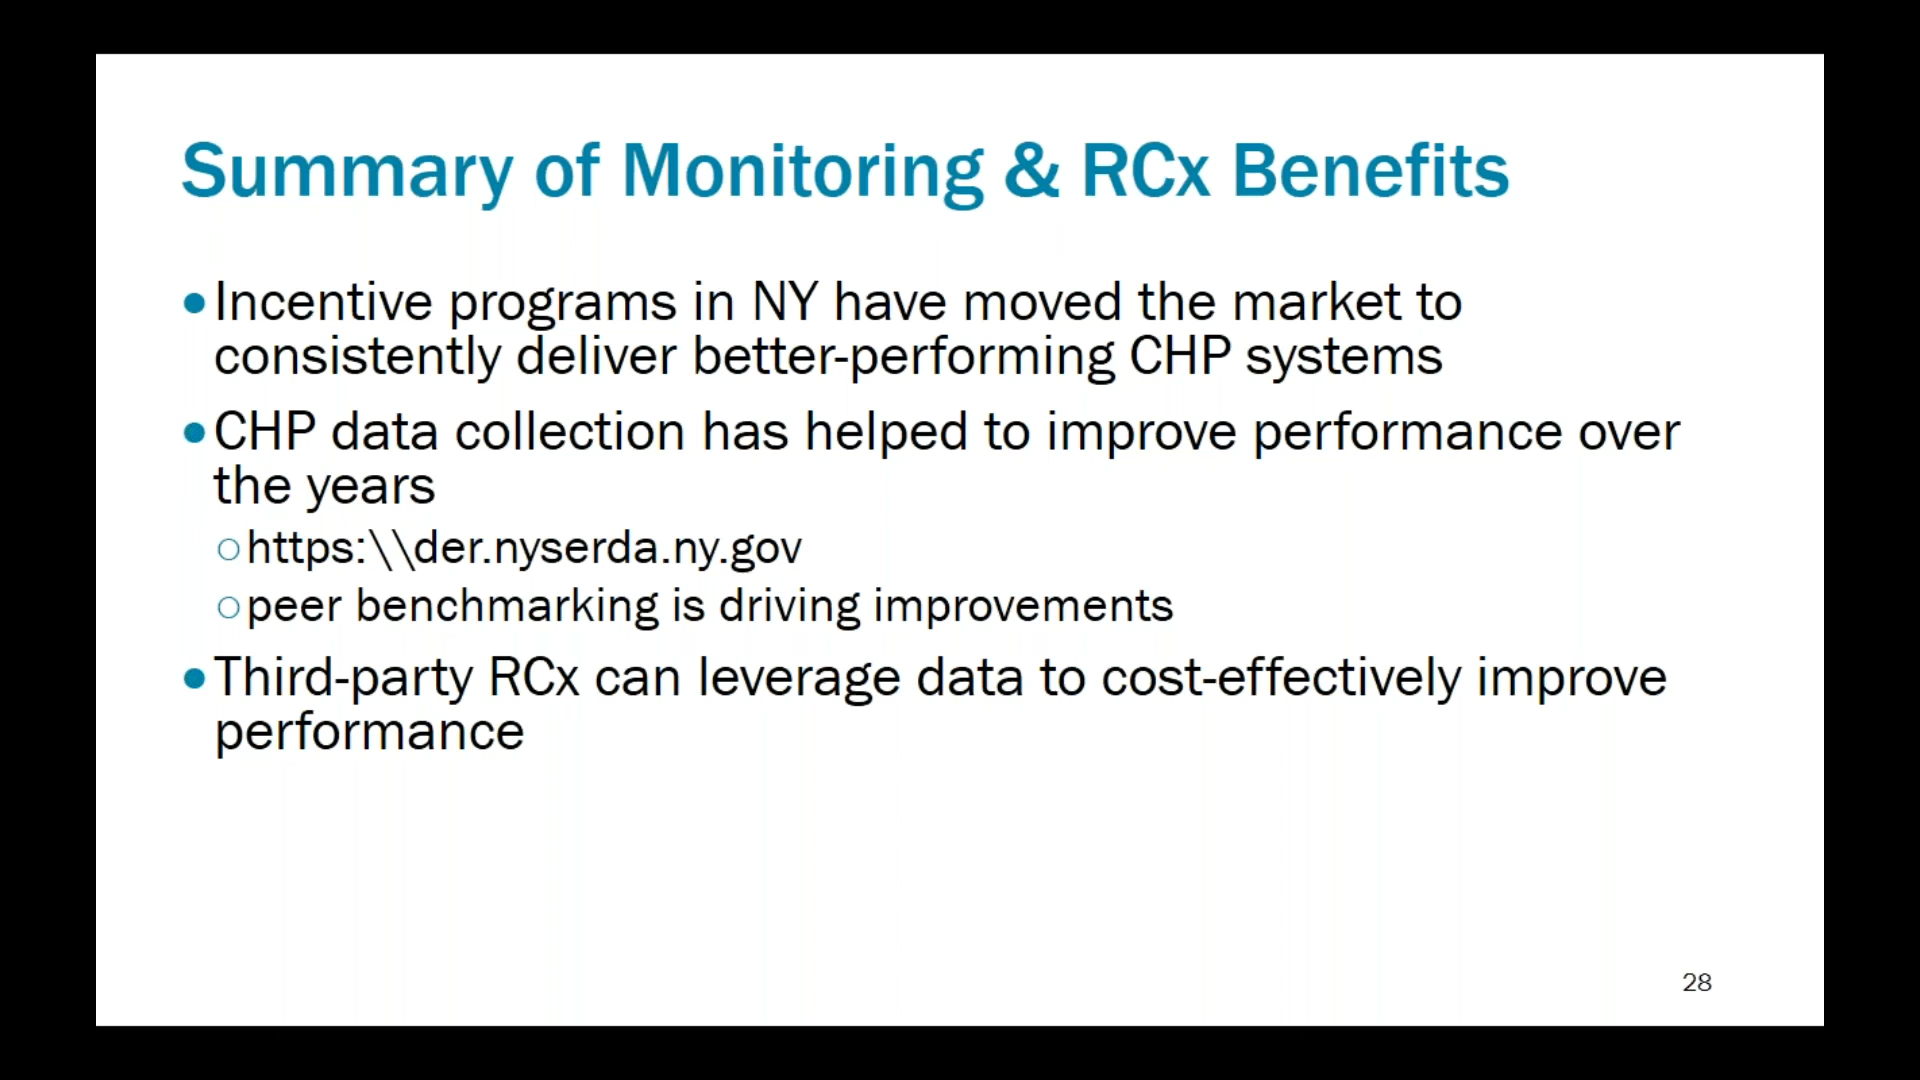 Summary of Monitoring & RCx Benefits
•Incentive programs in NY have moved the market to
consistently deliver better-performing CHP systems
•CHP data collection has helped to improve performance over
the years
○https:\\der.nyserda.ny.gov
○peer benchmarking is driving improvements
•Third-party RCx can leverage data to cost-effectively improve
performance
28